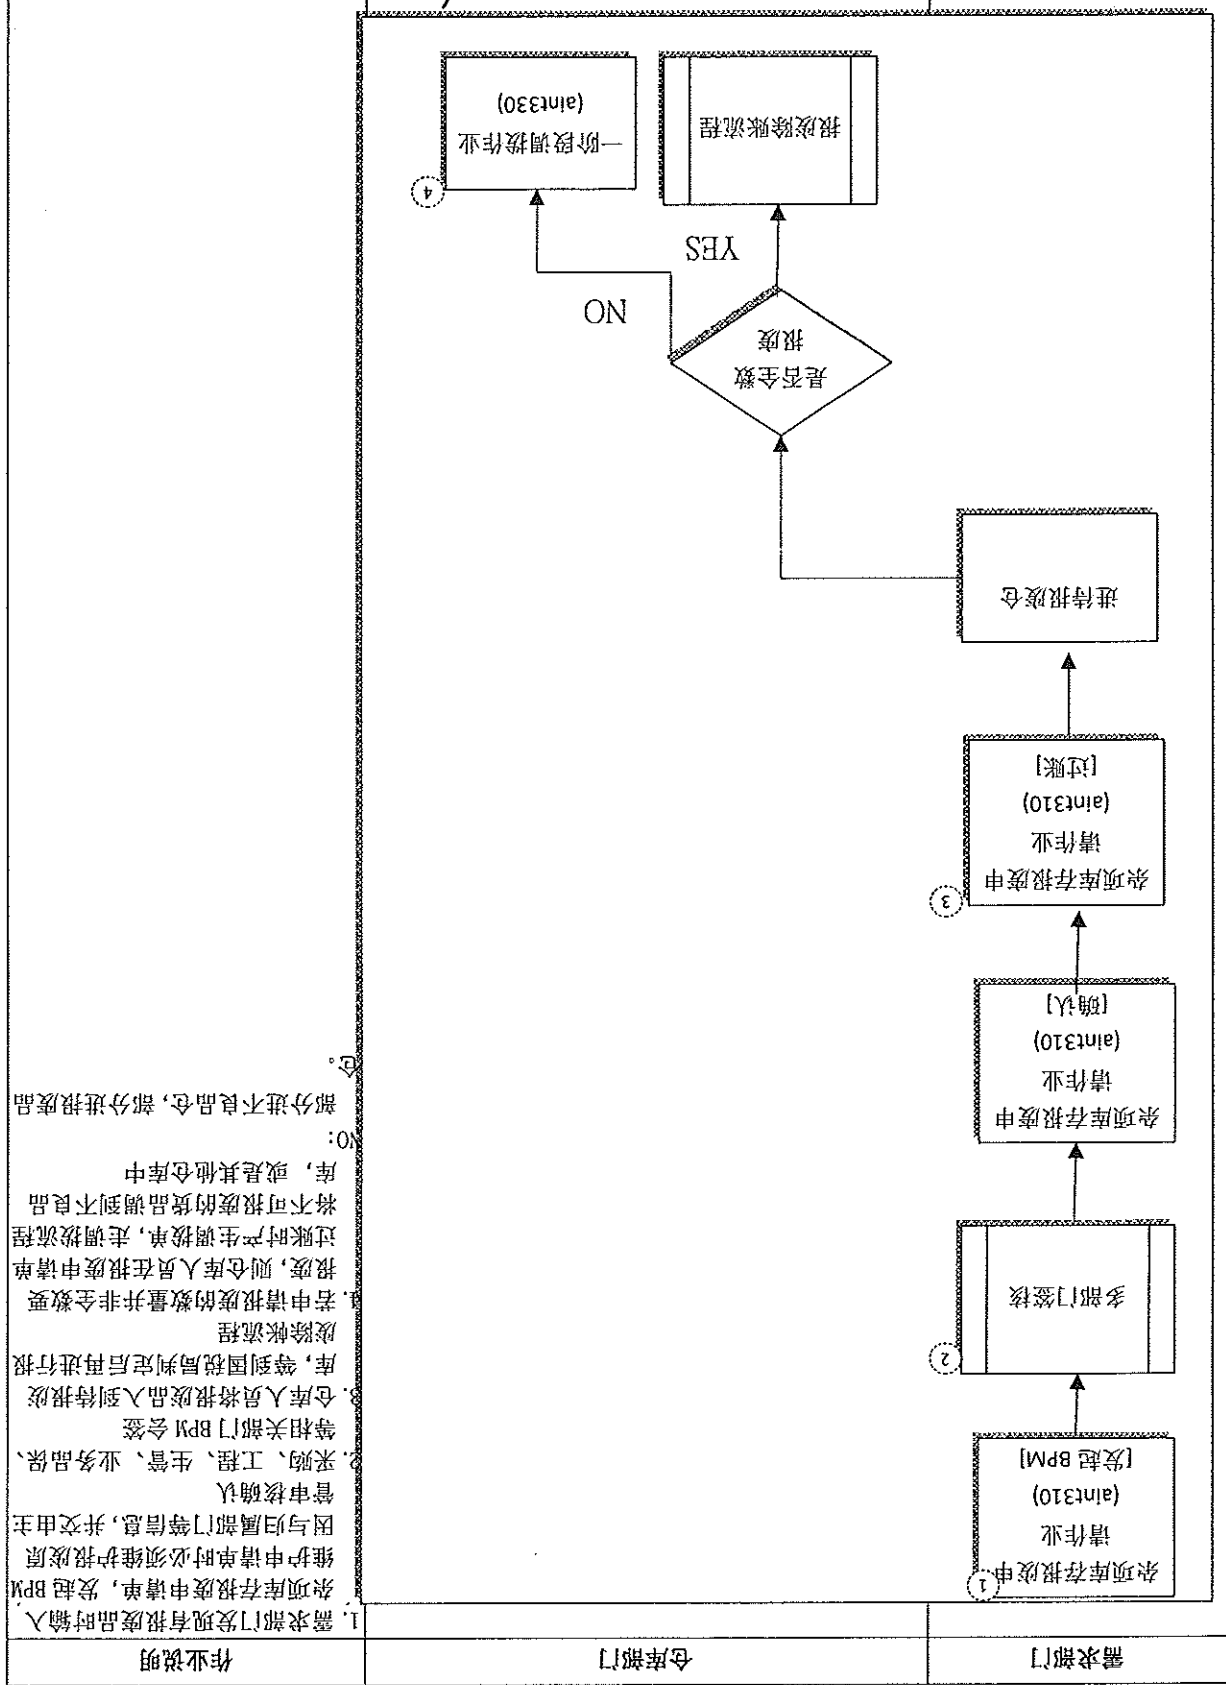 需求部门
仓库部门
作业说明
杂项库存报废申
请作业
(aint310)
[发起 BPM]
1
多部门签核
2
杂项库存报废申
请作业
(aint310)
[确认]
杂项库存报废申
请作业
(aint310)
[过账]
3
进待报废仓
是否全数
报废
YES
NO
报废除账流程
一阶段调拨作业
(aint330)
4
1. 需求部门发现有报废品时输入
杂项库存报废申请单, 发起 BPM,
维护申请单时必须维护报废原
因与归属部门等信息, 并交由主
管审核确认
2. 采购、工程、生管、业务品保、
等相关部门 BPM 会签
3. 仓库人员将报废品入到待报废
库, 等到国税局判定后再进行报
废除帐流程
4. 若申请报废的数量并非全数要
报废, 则仓库人员在报废申请单
过账时产生调拨单, 走调拨流程
将不可报废的货品调到不良品
库, 或是其他仓库中
NO:
部分进不良品仓, 部分进报废品
仓。